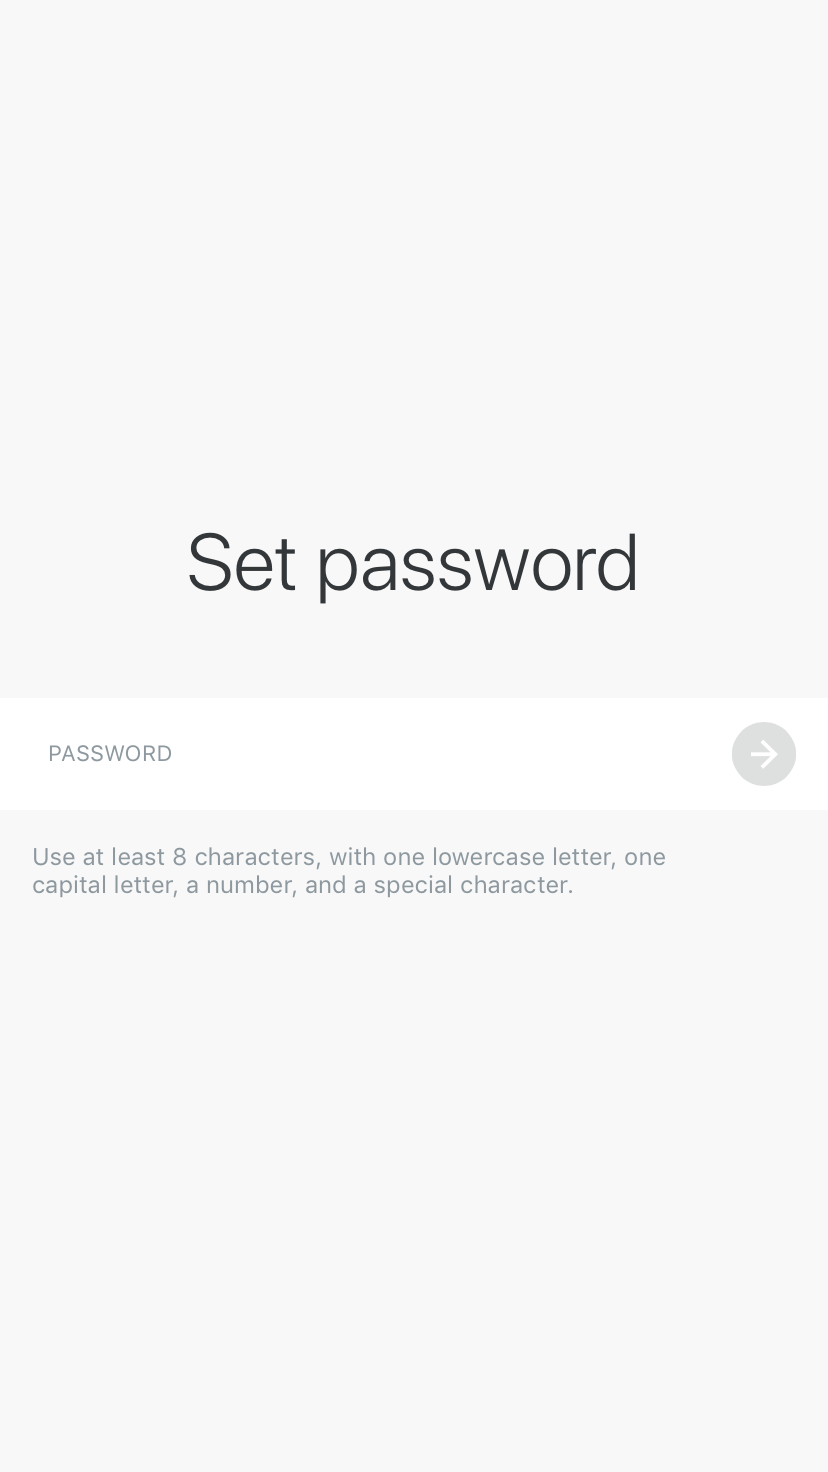 Set password
PASSWORD
Use at least 8 characters, with one lowercase letter, one
capital letter, a number, and a special character.